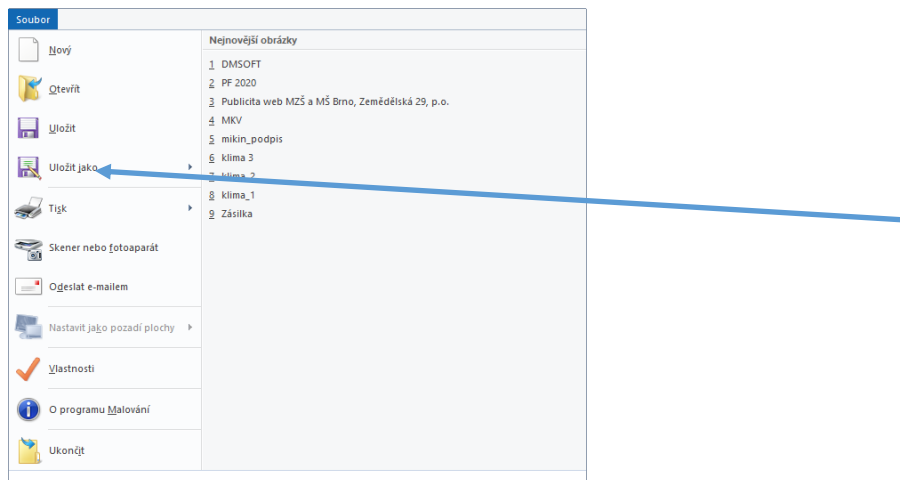 Soubor
Nový
Otevřít
Uložit
Uložit jako
Tisk
Skener nebo fotoaparát
Odeslat e-mailem
Nastavit jako pozadí plochy
Vlastnosti
O programu Malování
Ukončit
Nejnovější obrázky
1 DMSOFT
2 PF 2020
3 Publicita web MZŠ a MŠ Brno, Zemědělská 29, p.o.
4 MKV
5 mikin_podpis
6 klima 3
7 klima_2
8 klima_1
9 Zásilka